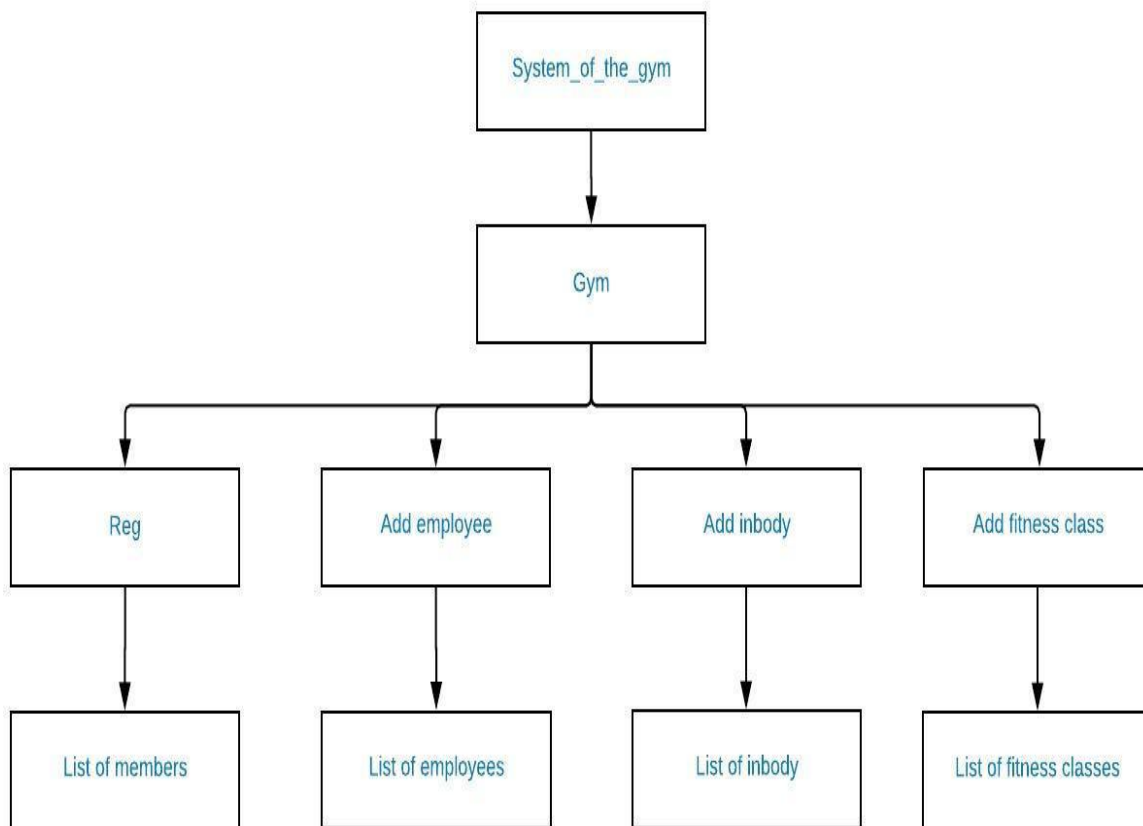 System_of_the_gym
Gym
Reg
Add employee
Add inbody
Add fitness class
List of members
List of employees
List of inbody
List of fitness classes